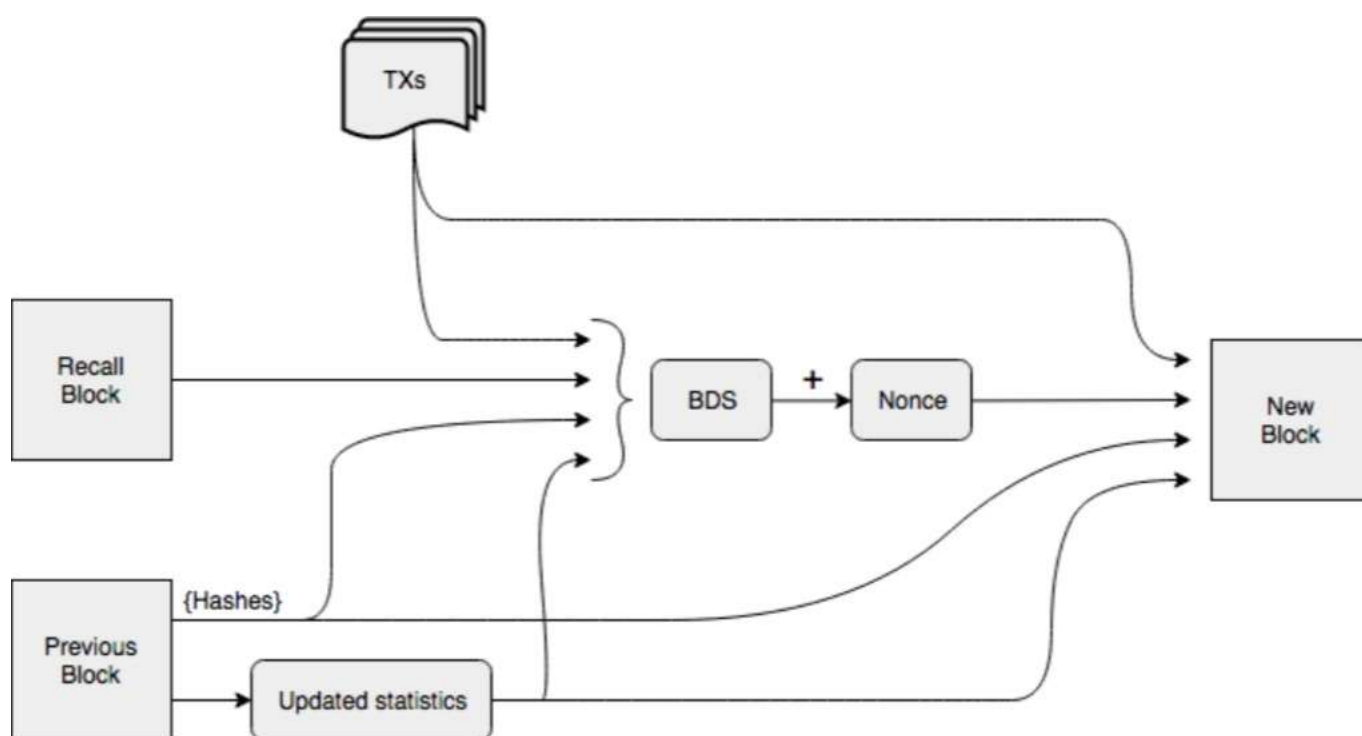 TXs
Recall
Block
BDS
+
Nonce
New
Block
{Hashes}
Previous
Block
Updated statistics